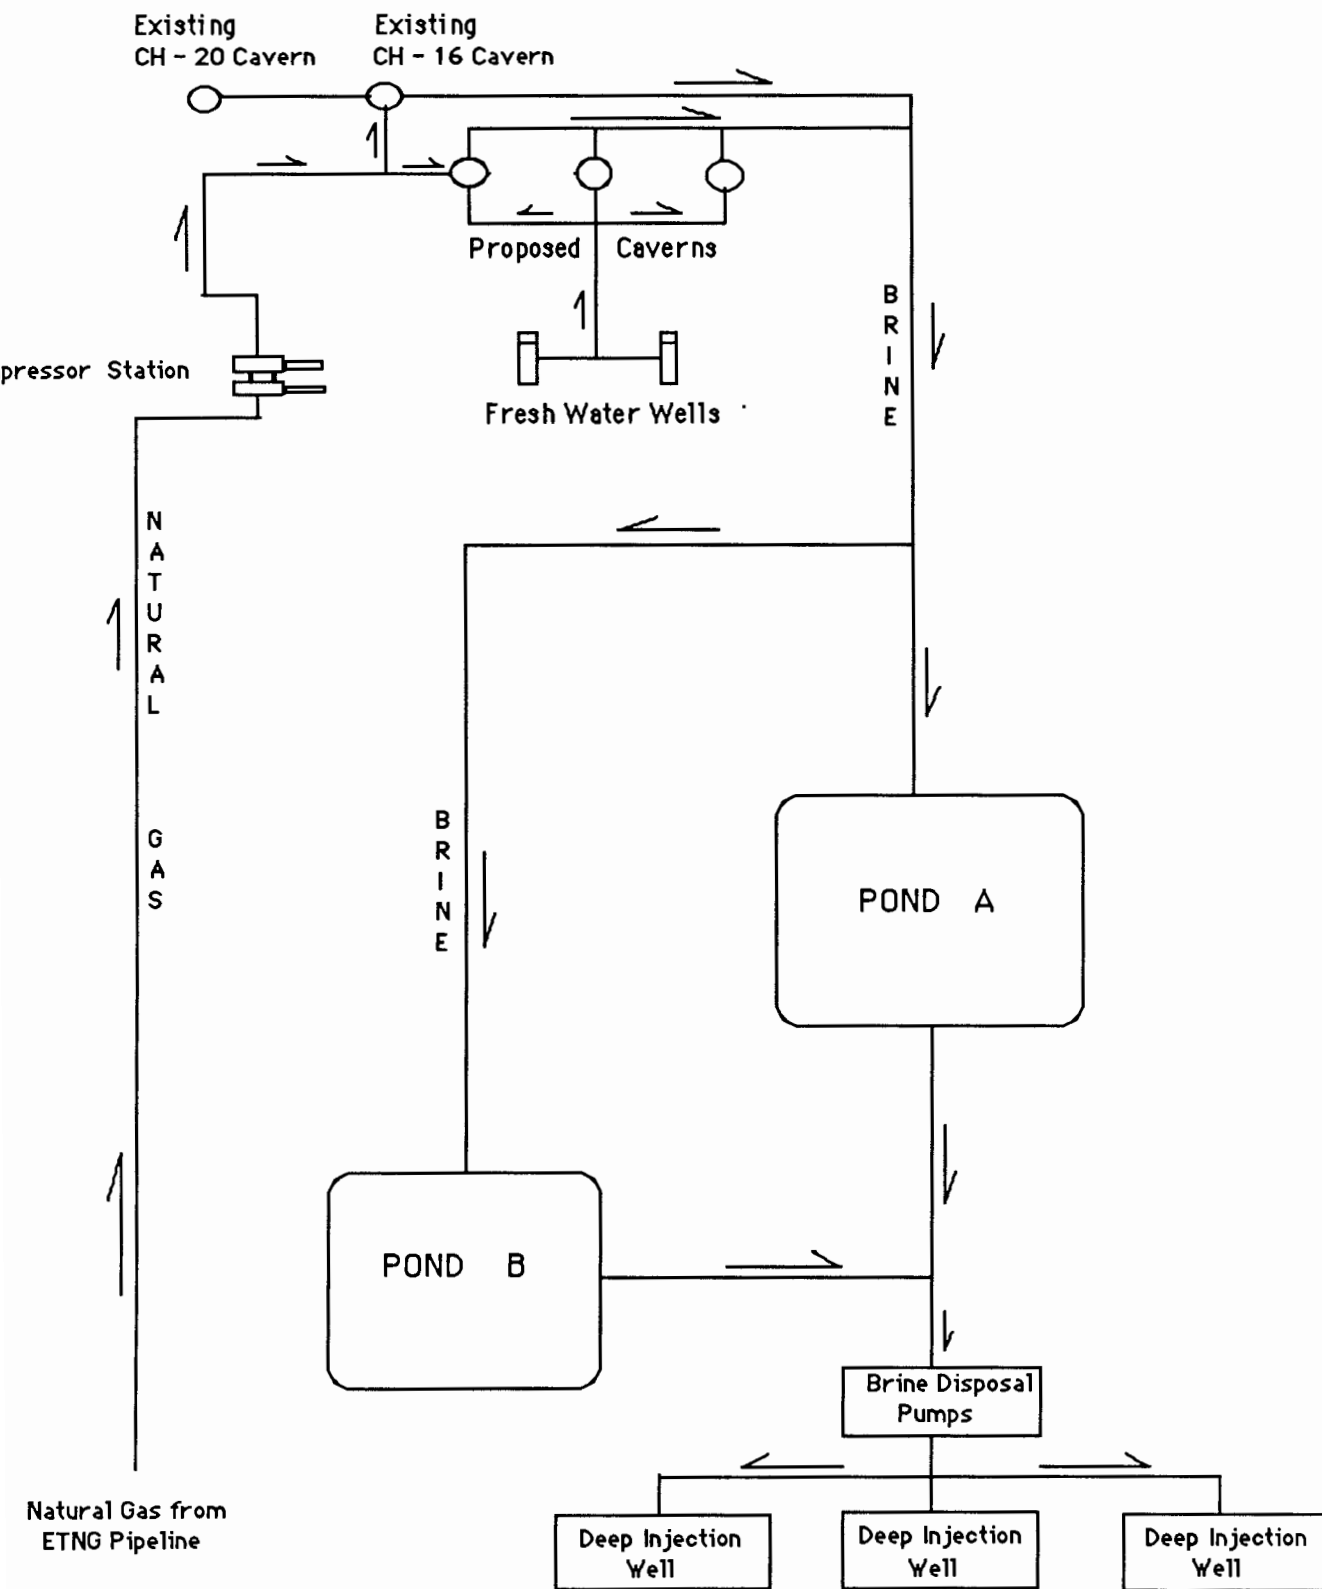 Existing
CH - 20 Cavern
Existing
CH - 16 Cavern
Proposed Caverns
BRINE
pressor Station
Fresh Water Wells
NATURAL GAS
BRINE
POND A
POND B
Brine Disposal
Pumps
Natural Gas from
ETNG Pipeline
Deep Injection
Well
Deep Injection
Well
Deep Injection
Well